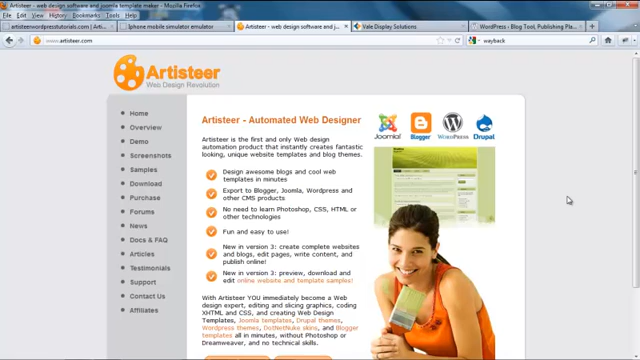 Artisteer - web design software and joomla template maker - Mozilla Firefox
File Edit View History Bookmarks Tools Help
artisteerwordpresstutorials.com | Arti...
Iphone mobile simulator emulator
Artisteer - web design software and j...
Vale Display Solutions
WordPress › Blog Tool, Publishing Pla...
www.artisteer.com
wayback
Artisteer
Web Design Revolution
Home
Overview
Demo
Screenshots
Samples
Download
Purchase
Forums
News
Docs & FAQ
Articles
Testimonials
Support
Contact Us
Affiliates
Artisteer - Automated Web Designer
Artisteer is the first and only Web design
automation product that instantly creates fantastic
looking, unique website templates and blog themes.
Design awesome blogs and cool web
templates in minutes
Export to Blogger, Joomla, Wordpress and
other CMS products
No need to learn Photoshop, CSS, HTML or
other technologies
Fun and easy to use!
New in version 3: create complete websites
and blogs, edit pages, write content, and
publish online!
New in version 3: preview, download and
edit online website and template samples!
With Artisteer YOU immediately become a Web
design expert, editing and slicing graphics, coding
XHTML and CSS, and creating Web Design
Templates, Joomla templates, Drupal themes,
Wordpress themes, DotNetNuke skins, and Blogger
templates all in minutes, without Photoshop or
Dreamweaver, and no technical skills.
Joomla!
Blogger
WordPress
Drupal